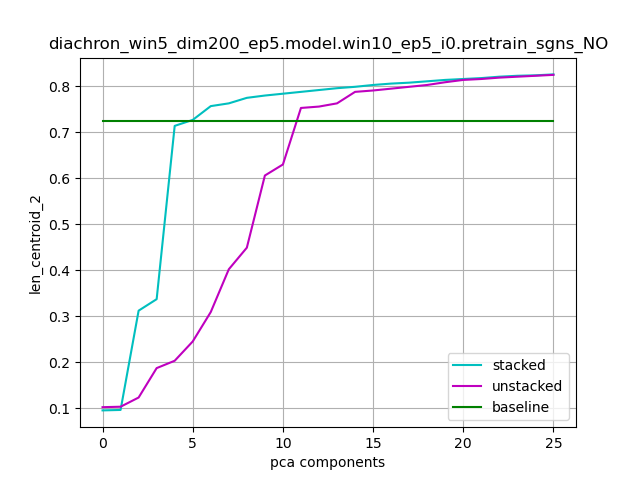 diachron_win5_dim200_ep5.model.win10_ep5_i0.pretrain_sgns_NO
len_centroid_2
0.8
0.7
0.6
0.5
0.4
0.3
0.2
0.1
stacked
unstacked
baseline
0 5 10 15 20 25
pca components